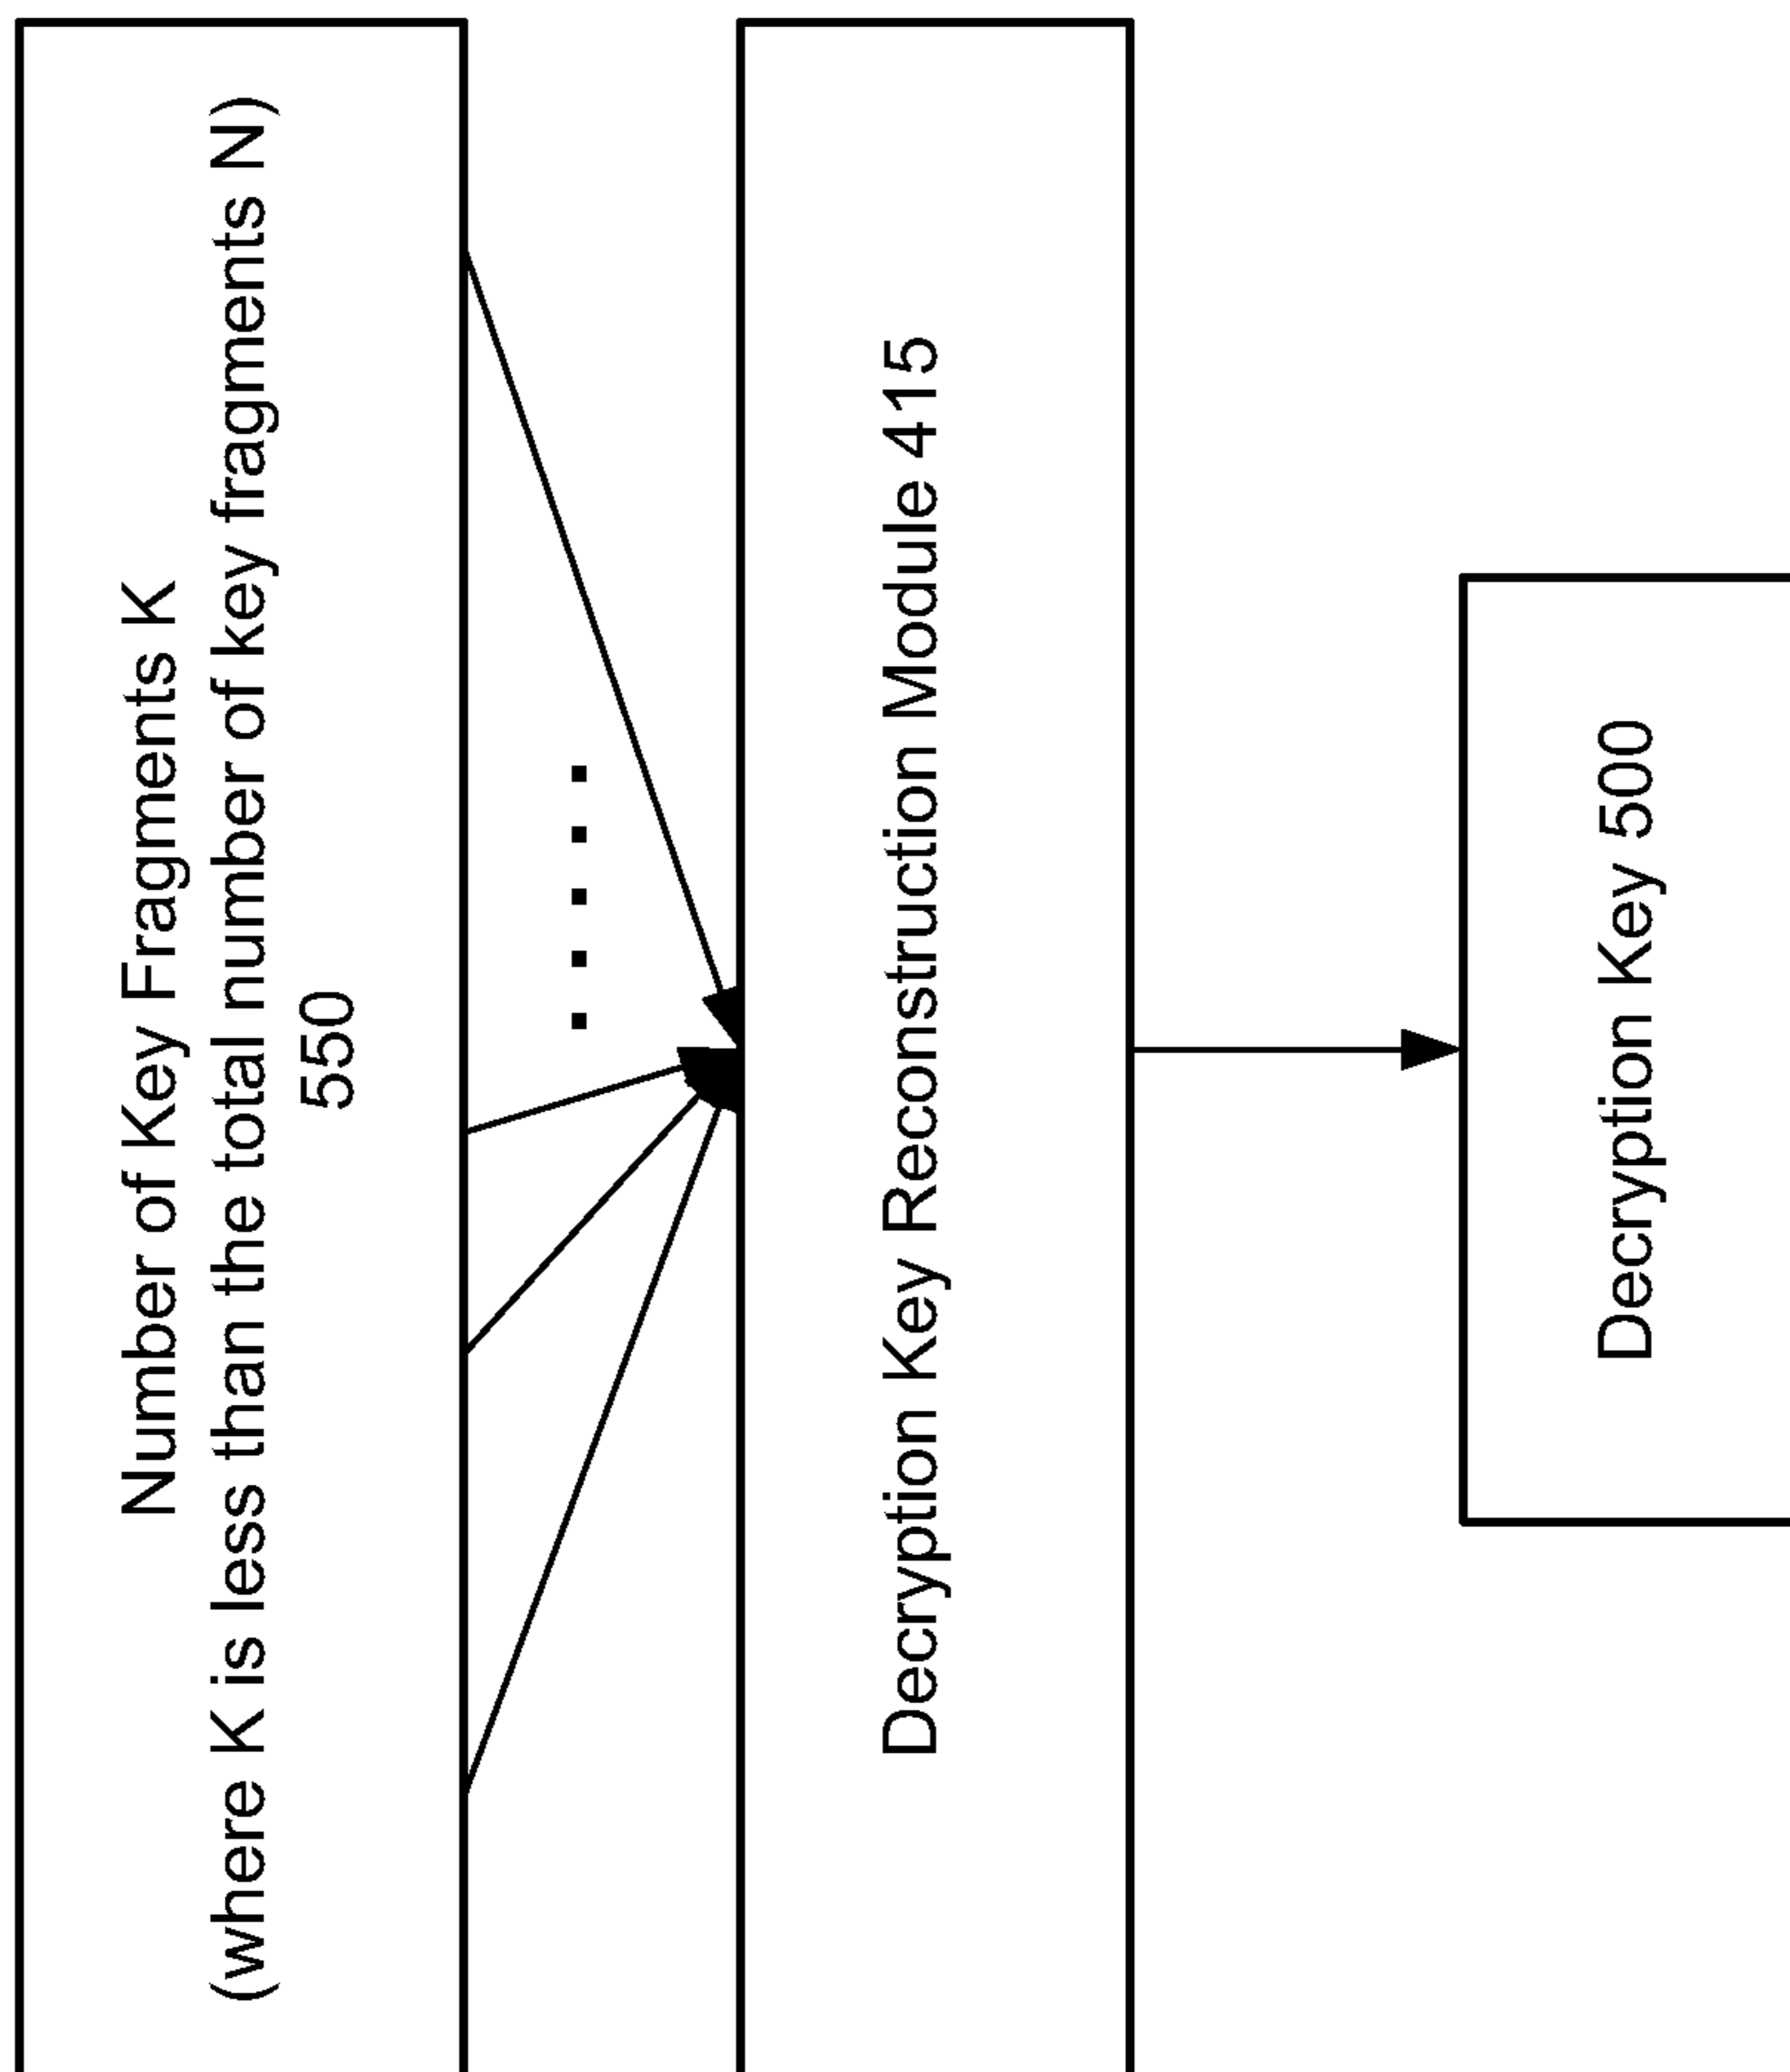 Number of Key Fragments K
(where K is less than the total number of key fragments N)
550
Decryption Key Reconstruction Module 415
Decryption Key 500